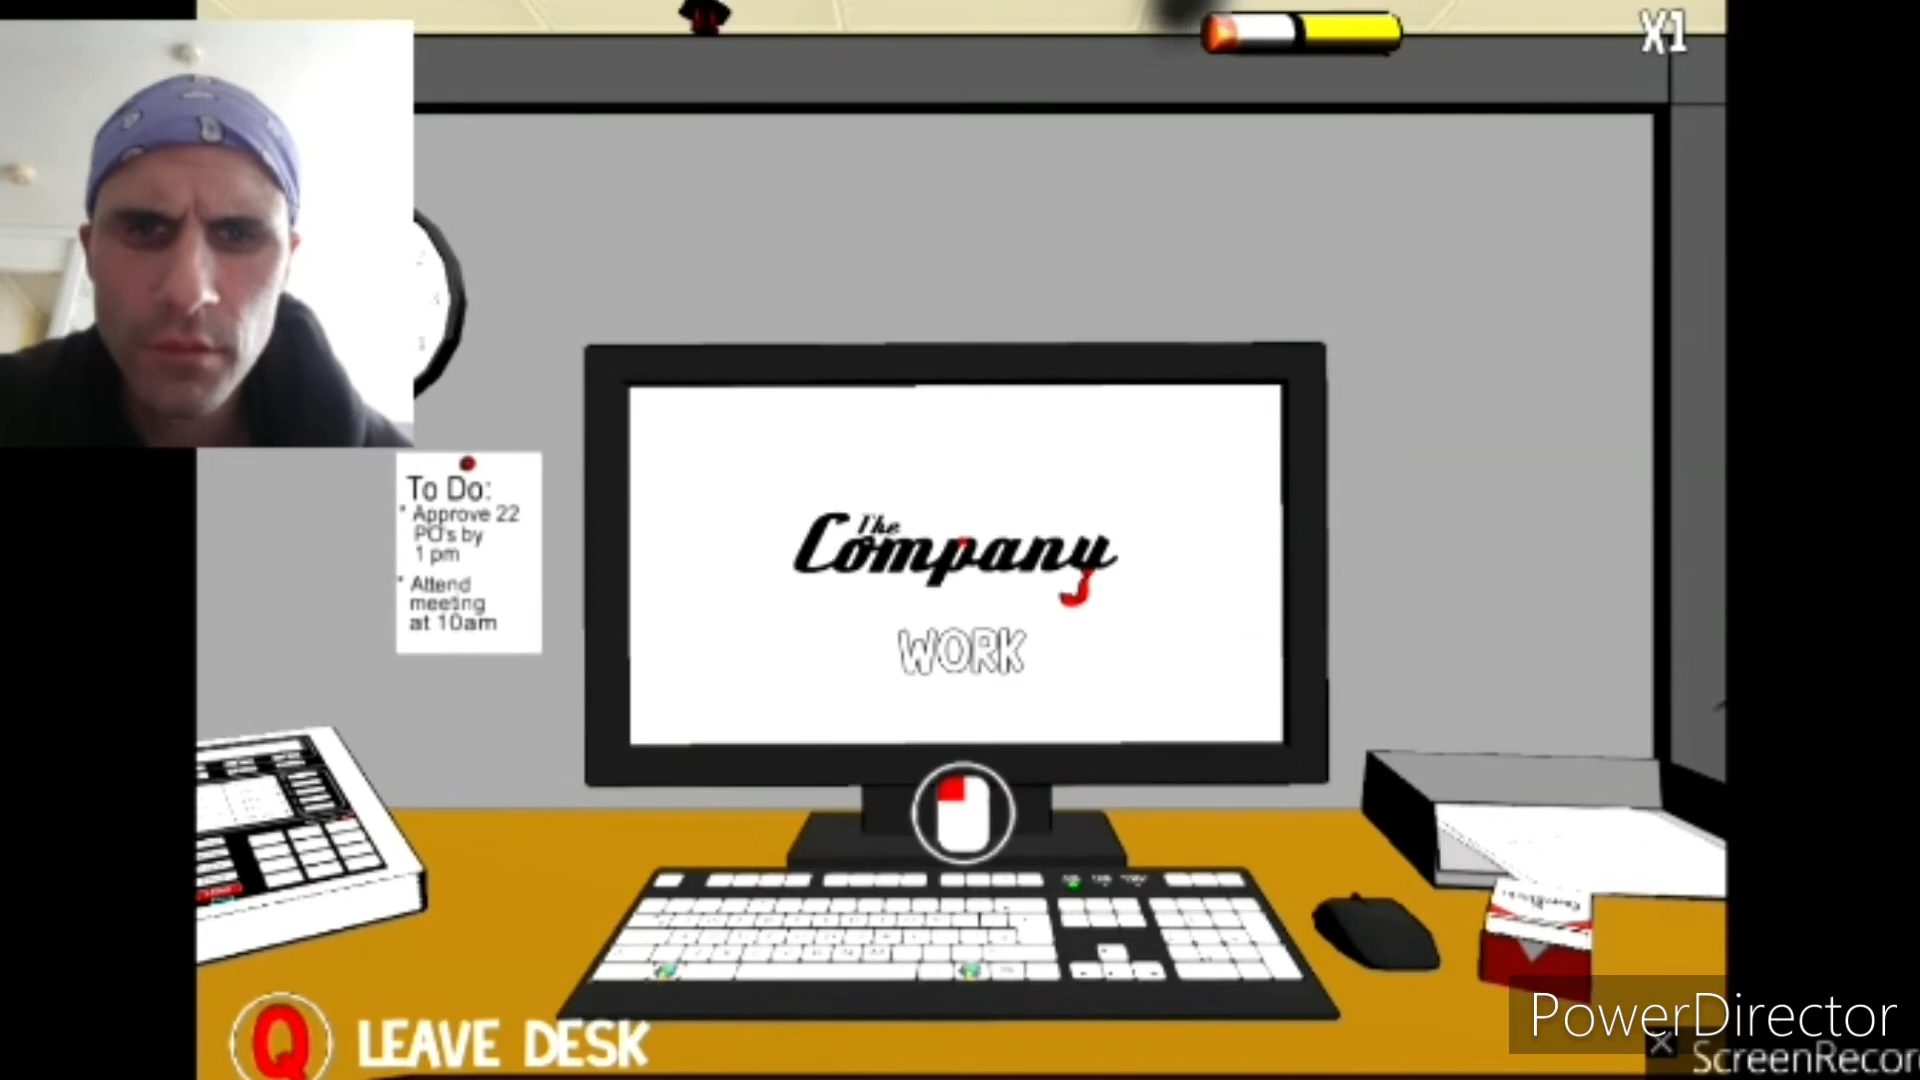 X1
To Do:
* Approve 22
PO's by
1 pm
* Attend
meeting
at 10am
The
Company
WORK
Q LEAVE DESK
PowerDirector
ScreenRecor